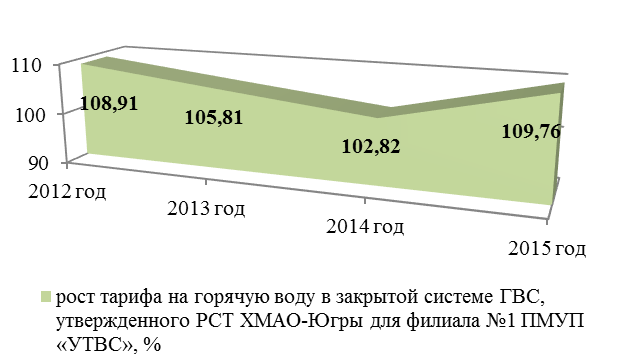 110
100
90
108,91
105,81
102,82
109,76
2012 год
2013 год
2014 год
2015 год
рост тарифа на горячую воду в закрытой системе ГВС,
утвержденного РСТ ХМАО-Югры для филиала №1 ПМУП
«УТВС», %